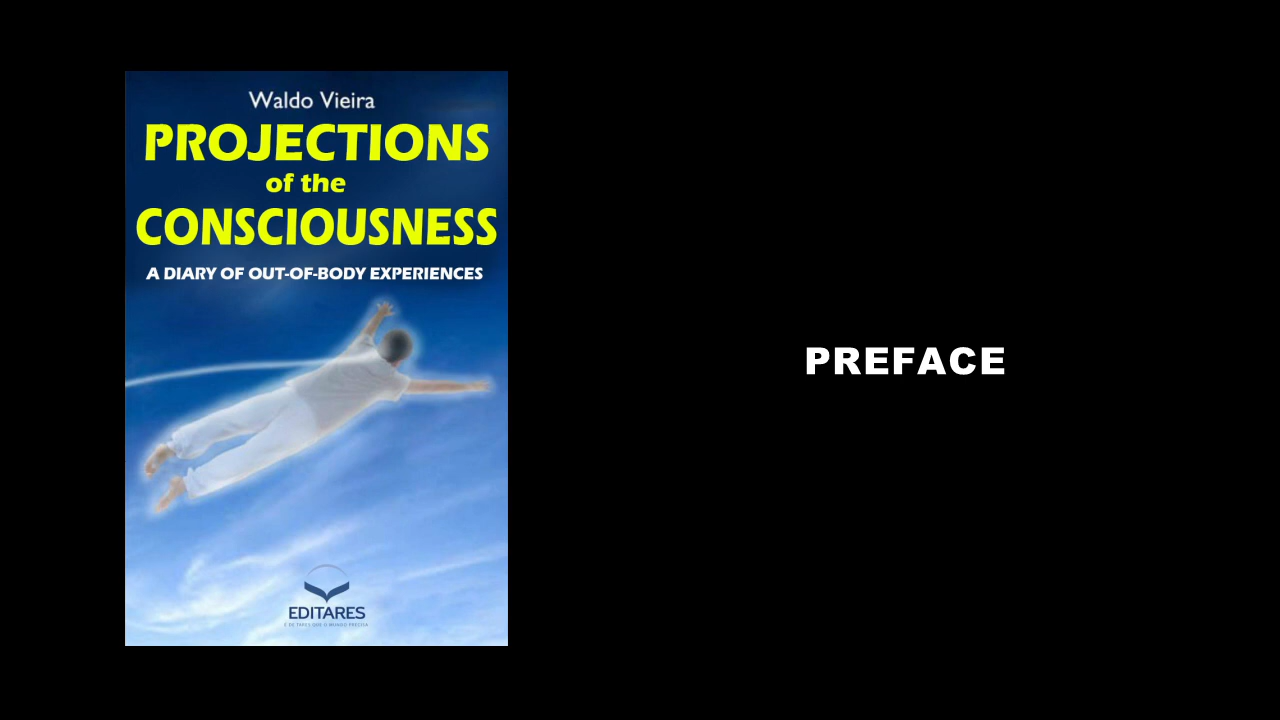 Waldo Vieira
PROJECTIONS
of the
CONSCIOUSNESS
A DIARY OF OUT-OF-BODY EXPERIENCES
EDITARES
PREFACE